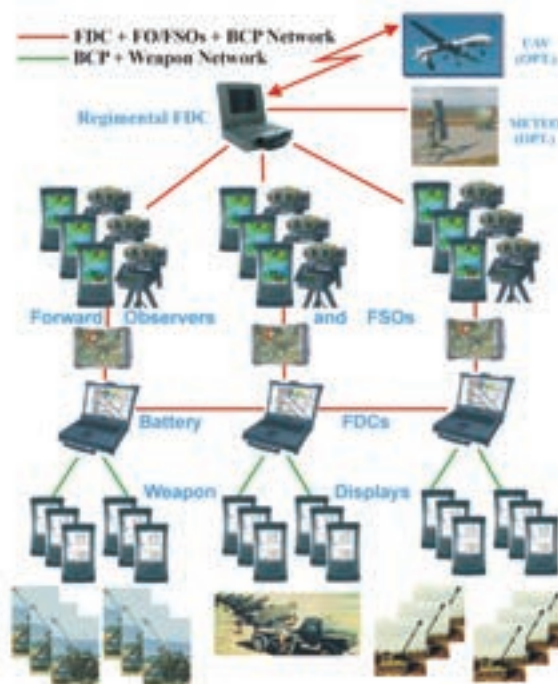 FDC + FO/FSOs + BCP Network
BCP + Weapon Network
UAV
(OPT.)
Regimental FDC
METEO
(OPT.)
Forward Observers and FSOs
Battery FDCs
Weapon Displays